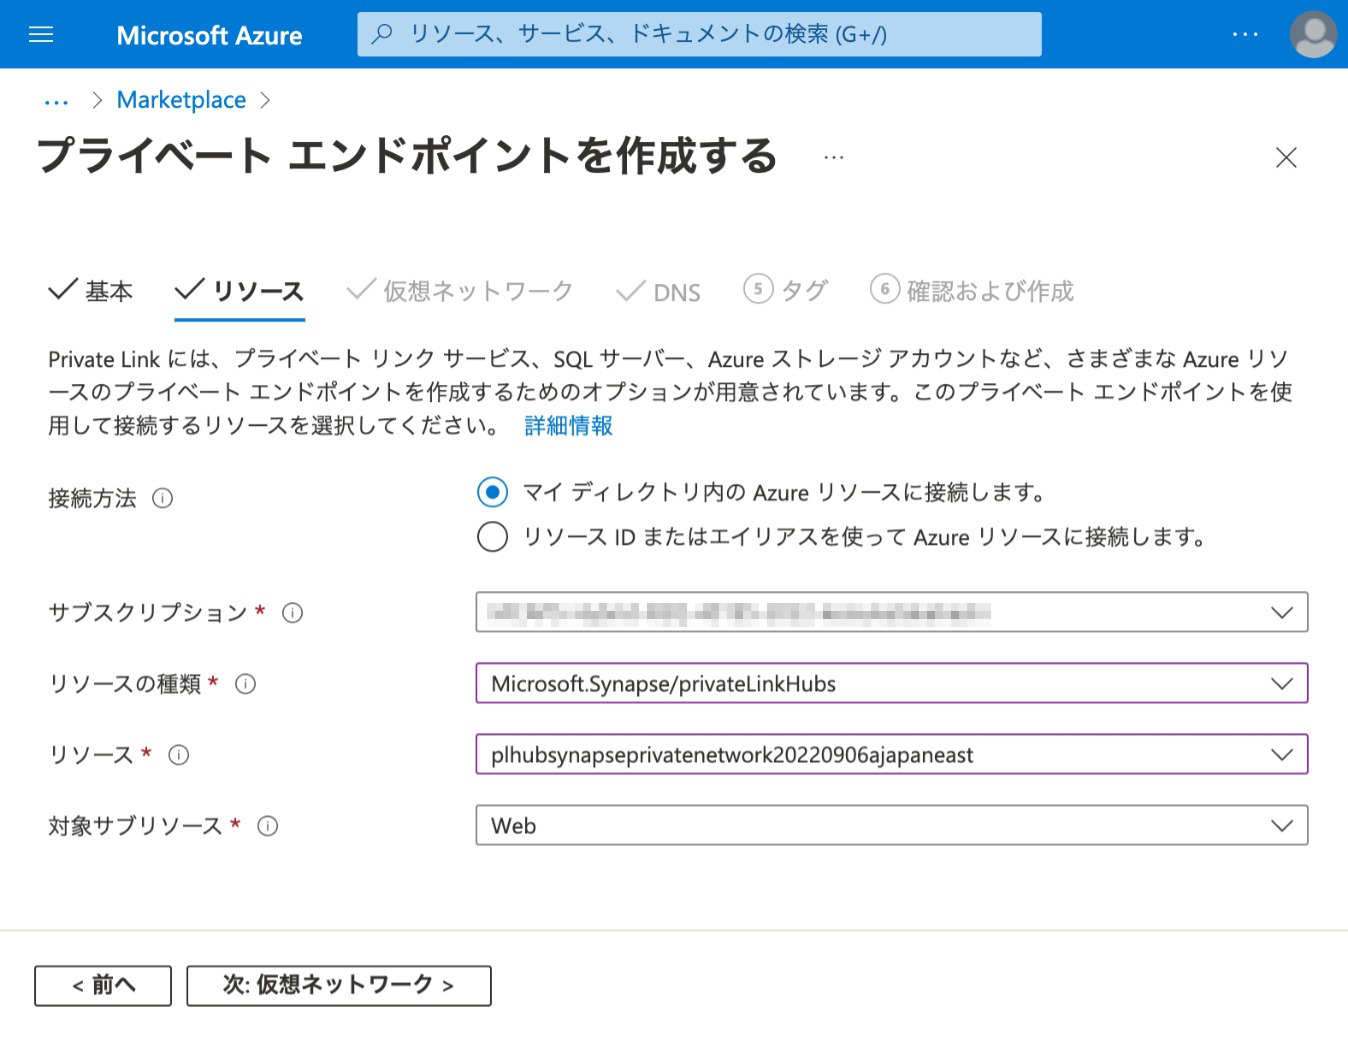 Microsoft Azure
リソース、サービス、ドキュメントの検索 (G+/)
… > Marketplace >
プライベート エンドポイントを作成する …
基本 リソース 仮想ネットワーク DNS 5 タグ 6 確認および作成
Private Link には、プライベート リンク サービス、SQL サーバー、Azure ストレージ アカウントなど、さまざまな Azure リソ
ースのプライベート エンドポイントを作成するためのオプションが用意されています。このプライベート エンドポイントを使
用して接続するリソースを選択してください。 詳細情報
接続方法
マイ ディレクトリ内の Azure リソースに接続します。
リソース ID またはエイリアスを使って Azure リソースに接続します。
サブスクリプション *
リソースの種類 *
Microsoft.Synapse/privateLinkHubs
リソース *
plhubsynapseprivatenetwork20220906ajapaneast
対象サブリソース *
Web
< 前へ
次: 仮想ネットワーク >